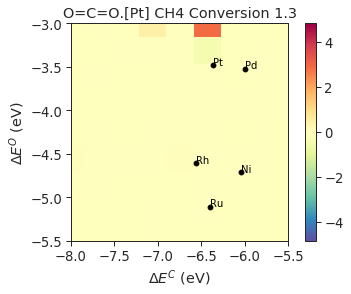 O=C=O.[Pt] CH4 Conversion 1.3
−3.0
−3.5
−4.0
−4.5
−5.0
−5.5
ΔE^O (eV)
Pt
Pd
Rh
Ni
Ru
−8.0 −7.5 −7.0 −6.5 −6.0 −5.5
ΔE^C (eV)
4
2
0
−2
−4